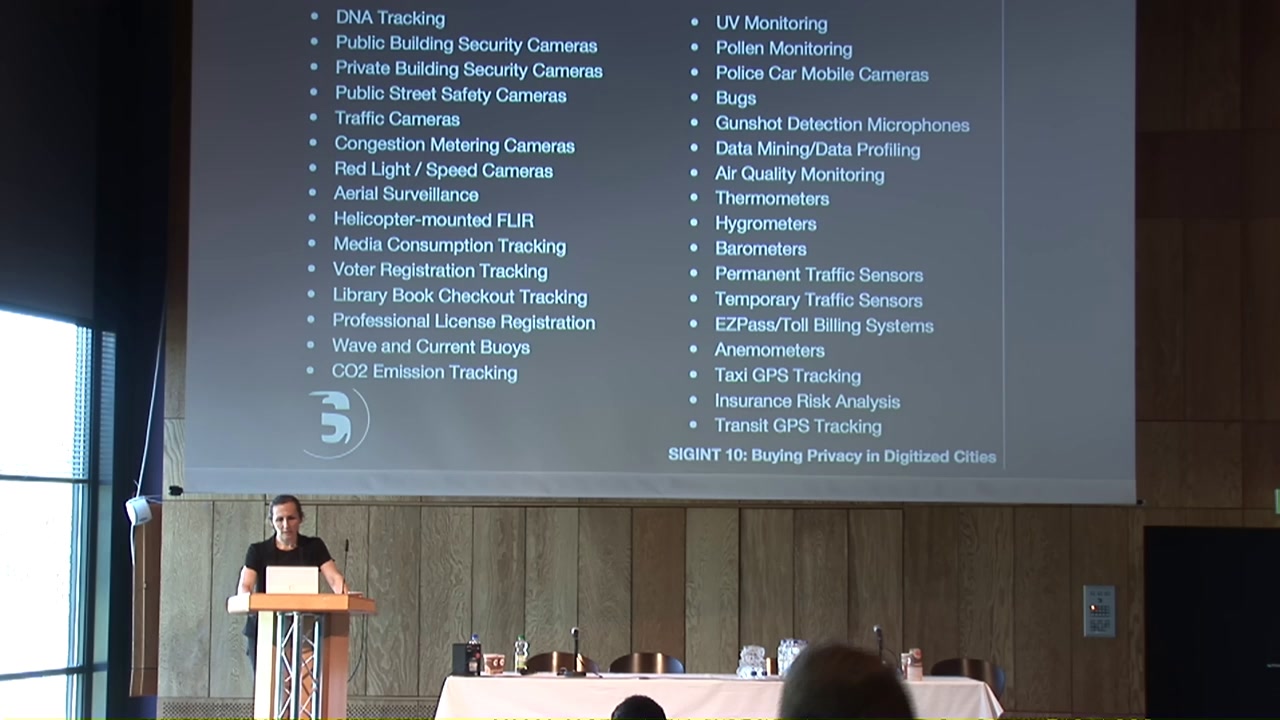 DNA Tracking
Public Building Security Cameras
Private Building Security Cameras
Public Street Safety Cameras
Traffic Cameras
Congestion Metering Cameras
Red Light / Speed Cameras
Aerial Surveillance
Helicopter-mounted FLIR
Media Consumption Tracking
Voter Registration Tracking
Library Book Checkout Tracking
Professional License Registration
Wave and Current Buoys
CO2 Emission Tracking
UV Monitoring
Pollen Monitoring
Police Car Mobile Cameras
Bugs
Gunshot Detection Microphones
Data Mining/Data Profiling
Air Quality Monitoring
Thermometers
Hygrometers
Barometers
Permanent Traffic Sensors
Temporary Traffic Sensors
EZPass/Toll Billing Systems
Anemometers
Taxi GPS Tracking
Insurance Risk Analysis
Transit GPS Tracking
SIGINT 10: Buying Privacy in Digitized Cities